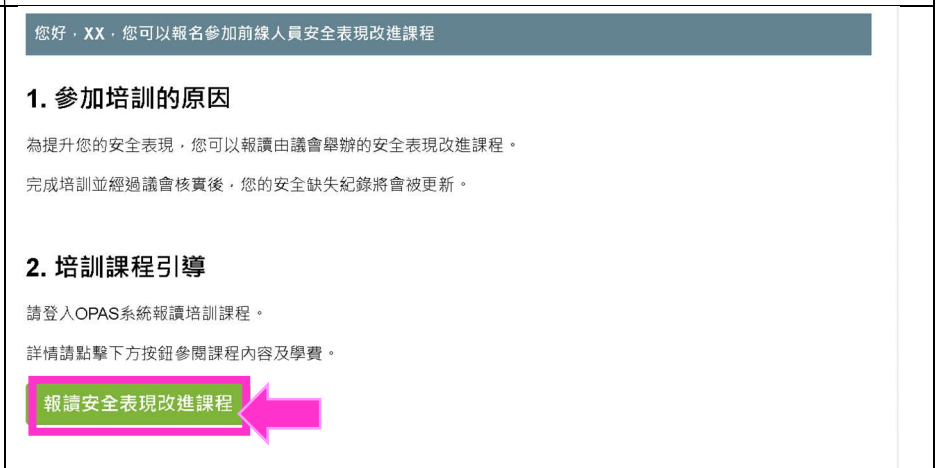 您好，XX，您可以報名參加前線人員安全表現改進課程
1. 參加培訓的原因
為提升您的安全表現，您可以報讀由議會舉辦的安全表現改進課程。
完成培訓並經過議會核實後，您的安全缺失紀錄將會被更新。
2. 培訓課程引導
請登入OPAS系統報讀培訓課程。
詳情請點擊下方按鈕參閱課程內容及學費。
報讀安全表現改進課程